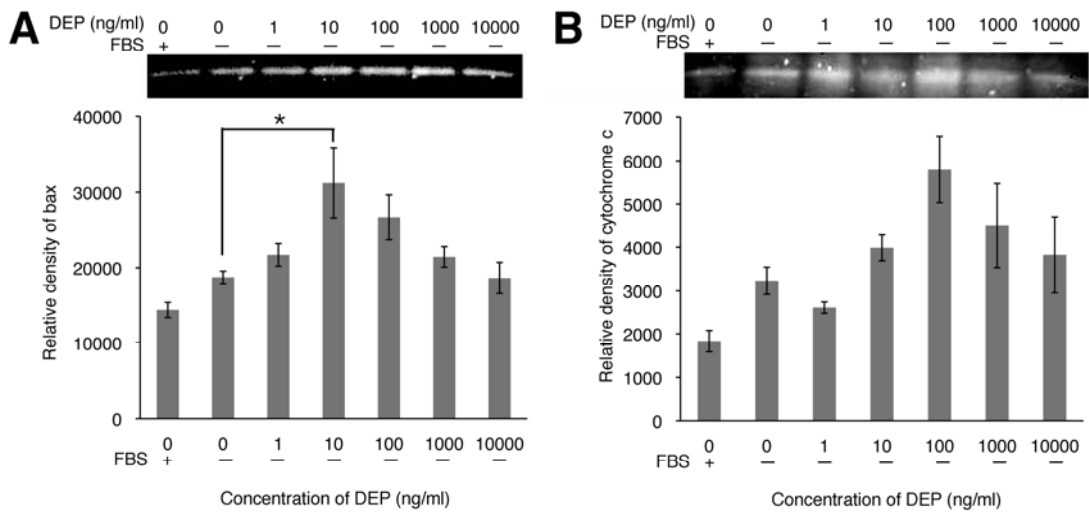 A
DEP (ng/ml) 0 0 1 10 100 1000 10000
FBS + — — — — — —
40000
30000
20000
10000
0
Relative density of bax
*
0 0 1 10 100 1000 10000
FBS + — — — — — —
Concentration of DEP (ng/ml)
B
DEP (ng/ml) 0 0 1 10 100 1000 10000
FBS + — — — — — —
7000
6000
5000
4000
3000
2000
1000
0
Relative density of cytochrome c
0 0 1 10 100 1000 10000
FBS + — — — — — —
Concentration of DEP (ng/ml)